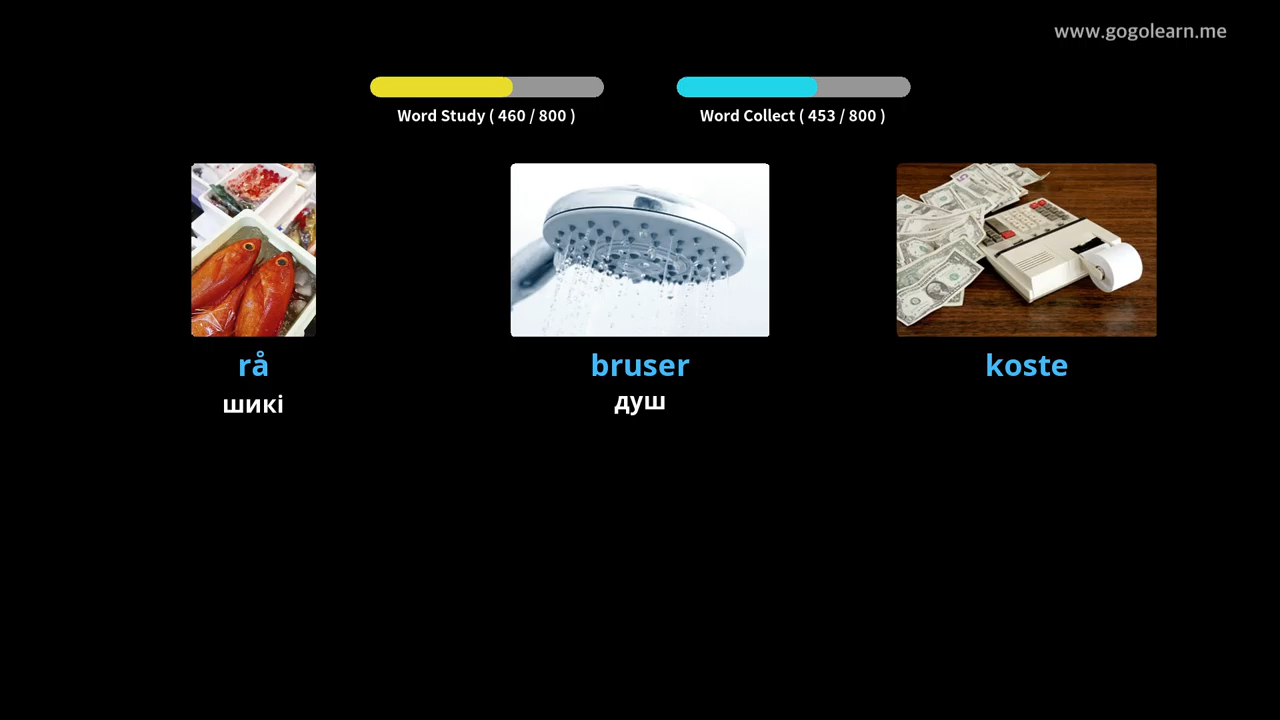 www.gogolearn.me
Word Study ( 460 / 800 )
Word Collect ( 453 / 800 )
rå
bruser
koste
шикі
душ